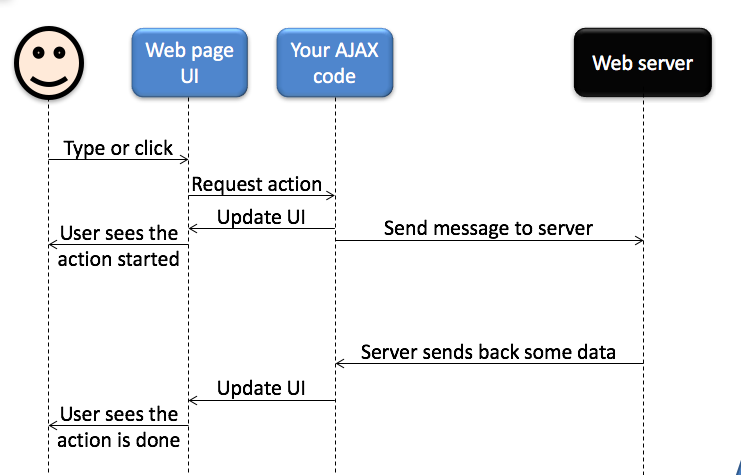 Web page
UI
Your AJAX
code
Web server
Type or click
Request action
Update UI
Send message to server
User sees the
action started
Server sends back some data
Update UI
User sees the
action is done